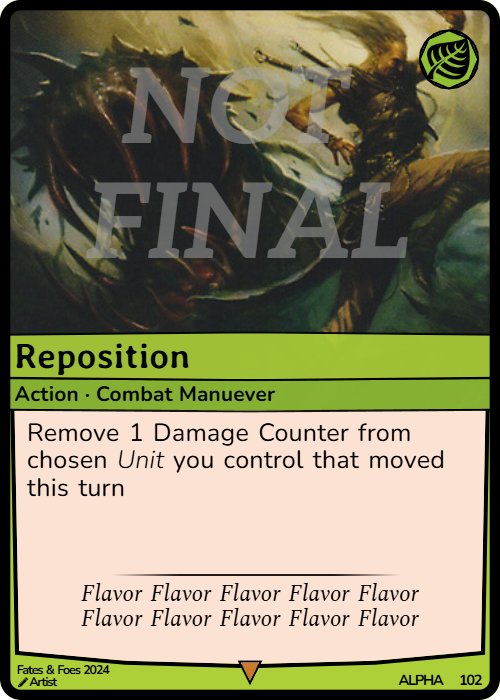 NOT
FINAL
Reposition
Action · Combat Manuever
Remove 1 Damage Counter from
chosen Unit you control that moved
this turn
Flavor Flavor Flavor Flavor Flavor
Flavor Flavor Flavor Flavor Flavor
Fates & Foes 2024
Artist
ALPHA 102